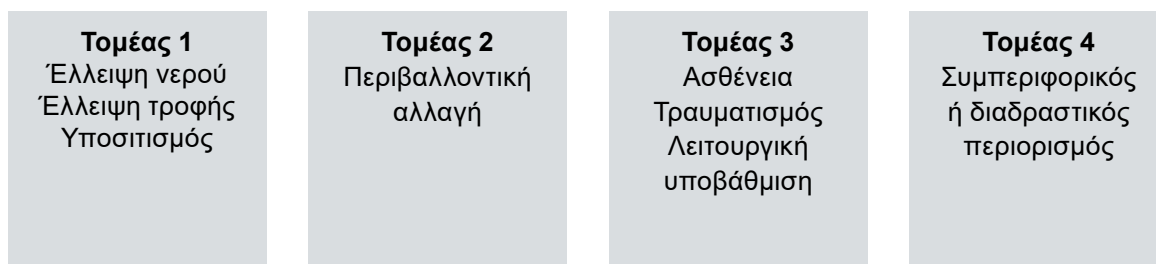 Τομέας 1
Έλλειψη νερού
Έλλειψη τροφής
Υποσιτισμός
Τομέας 2
Περιβαλλοντική
αλλαγή
Τομέας 3
Ασθένεια
Τραυματισμός
Λειτουργική
υποβάθμιση
Τομέας 4
Συμπεριφορικός
ή διαδραστικός
περιορισμός